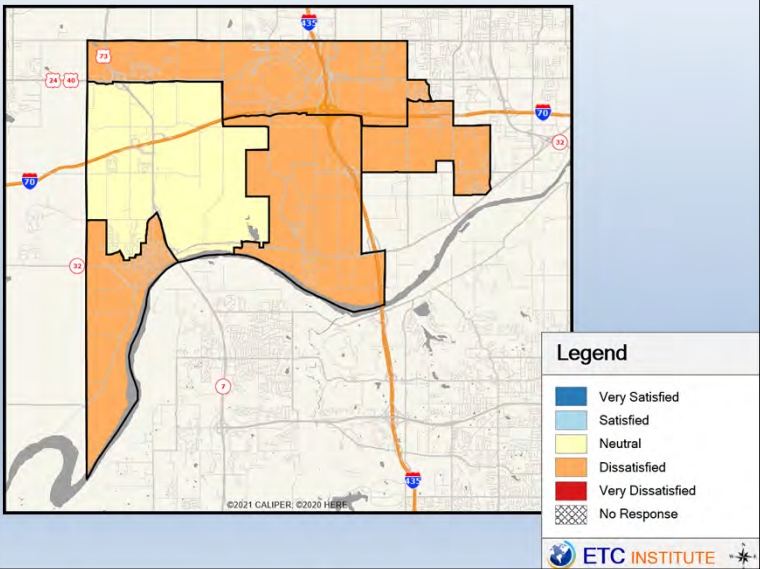 435
73
24 40
70
32
70
32
7
435
©2021 CALIPER; ©2020 HERE
Legend
Very Satisfied
Satisfied
Neutral
Dissatisfied
Very Dissatisfied
No Response
ETC INSTITUTE